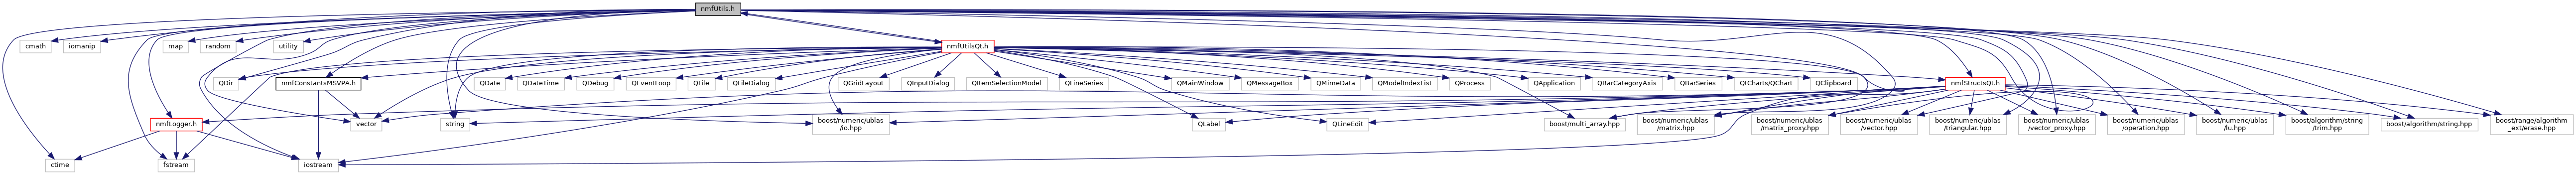 nmfUtils.h
cmath
iomanip
map
random
utility
nmfUtilsQt.h
QDir
nmfConstantsMSVPA.h
QDate
QDateTime
QDebug
QEventLoop
QFile
QFileDialog
QGridLayout
QInputDialog
QItemSelectionModel
QLineSeries
QMainWindow
QMessageBox
QMimeData
QModelIndexList
QProcess
QApplication
QBarCategoryAxis
QBarSeries
QtCharts/QChart
QClipboard
nmfStructsQt.h
nmfLogger.h
vector
string
boost/numeric/ublas
/io.hpp
QLabel
QLineEdit
boost/multi_array.hpp
boost/numeric/ublas
/matrix.hpp
boost/numeric/ublas
/matrix_proxy.hpp
boost/numeric/ublas
/vector.hpp
boost/numeric/ublas
/triangular.hpp
boost/numeric/ublas
/vector_proxy.hpp
boost/numeric/ublas
/operation.hpp
boost/numeric/ublas
/lu.hpp
boost/algorithm/string
/trim.hpp
boost/algorithm/string.hpp
boost/range/algorithm
_ext/erase.hpp
ctime
fstream
iostream